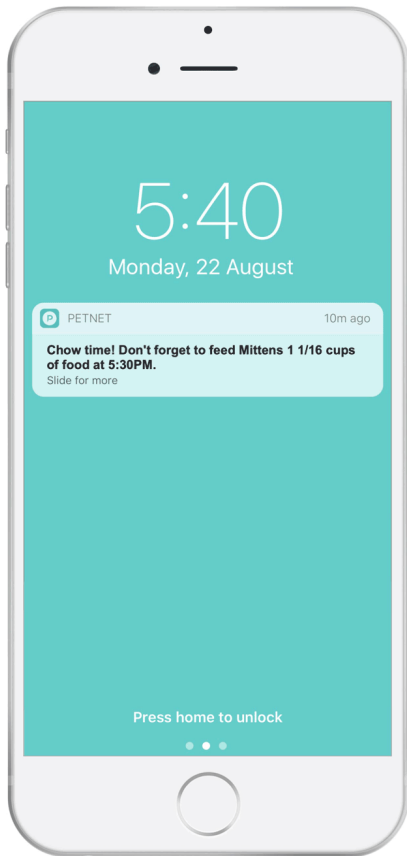 5:40
Monday, 22 August
P PETNET 10m ago
Chow time! Don't forget to feed Mittens 1 1/16 cups
of food at 5:30PM.
Slide for more
Press home to unlock